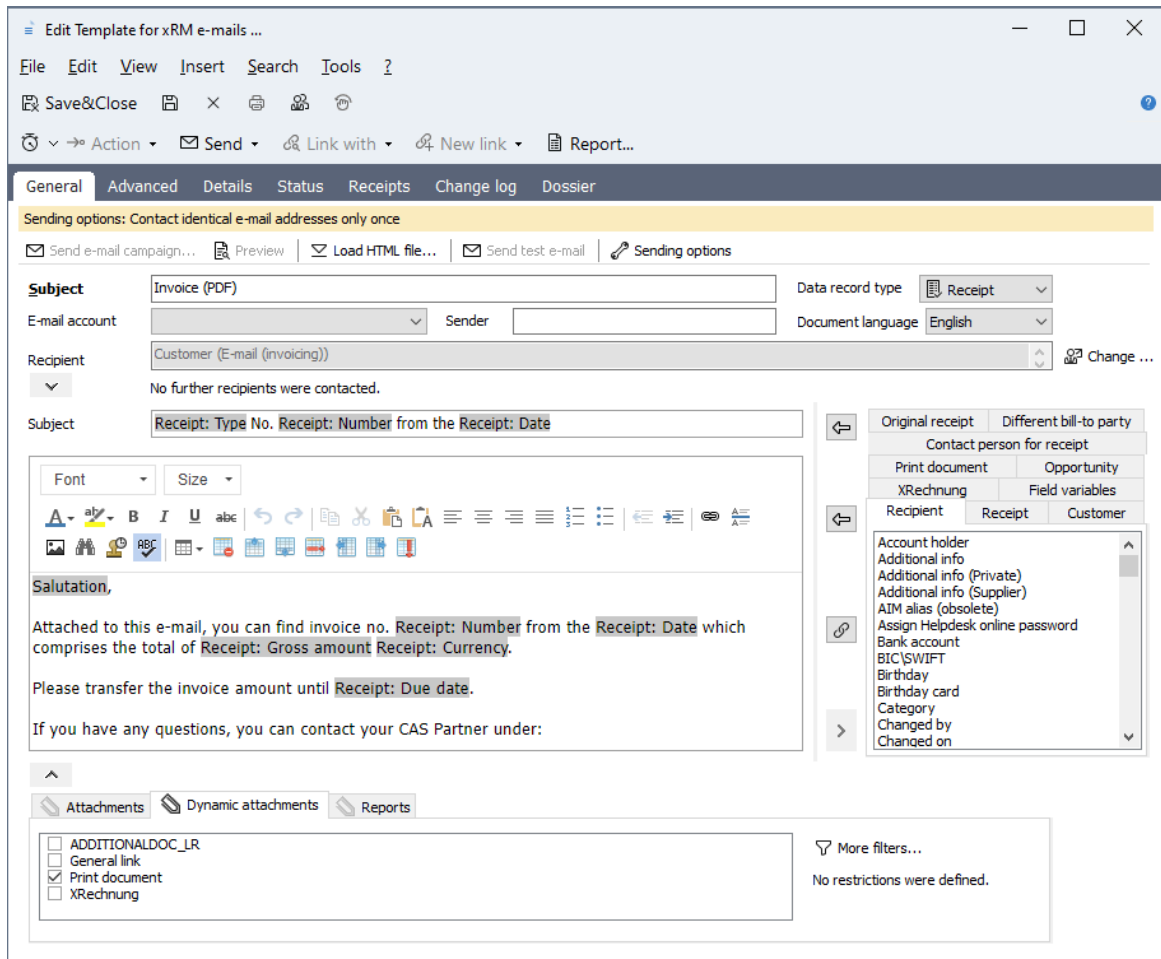 Edit Template for xRM e-mails ...
File Edit View Insert Search Tools ?
Save&Close
Action Send Link with New link Report...
General Advanced Details Status Receipts Change log Dossier
Sending options: Contact identical e-mail addresses only once
Send e-mail campaign... Preview Load HTML file... Send test e-mail Sending options
Subject Invoice (PDF) Data record type Receipt
E-mail account Sender Document language English
Recipient Customer (E-mail (invoicing)) Change ...
No further recipients were contacted.
Subject Receipt: Type No. Receipt: Number from the Receipt: Date
Original receipt Different bill-to party
Contact person for receipt
Print document Opportunity
XRechnung Field variables
Recipient Receipt Customer
Font Size
A ab B I U abc
ABC
Salutation,
Attached to this e-mail, you can find invoice no. Receipt: Number from the Receipt: Date which
comprises the total of Receipt: Gross amount Receipt: Currency.
Please transfer the invoice amount until Receipt: Due date.
If you have any questions, you can contact your CAS Partner under:
Account holder
Additional info
Additional info (Private)
Additional info (Supplier)
AIM alias (obsolete)
Assign Helpdesk online password
Bank account
BIC\SWIFT
Birthday
Birthday card
Category
Changed by
Changed on
Attachments Dynamic attachments Reports
ADDITIONALDOC_LR
General link
Print document
XRechnung
More filters...
No restrictions were defined.